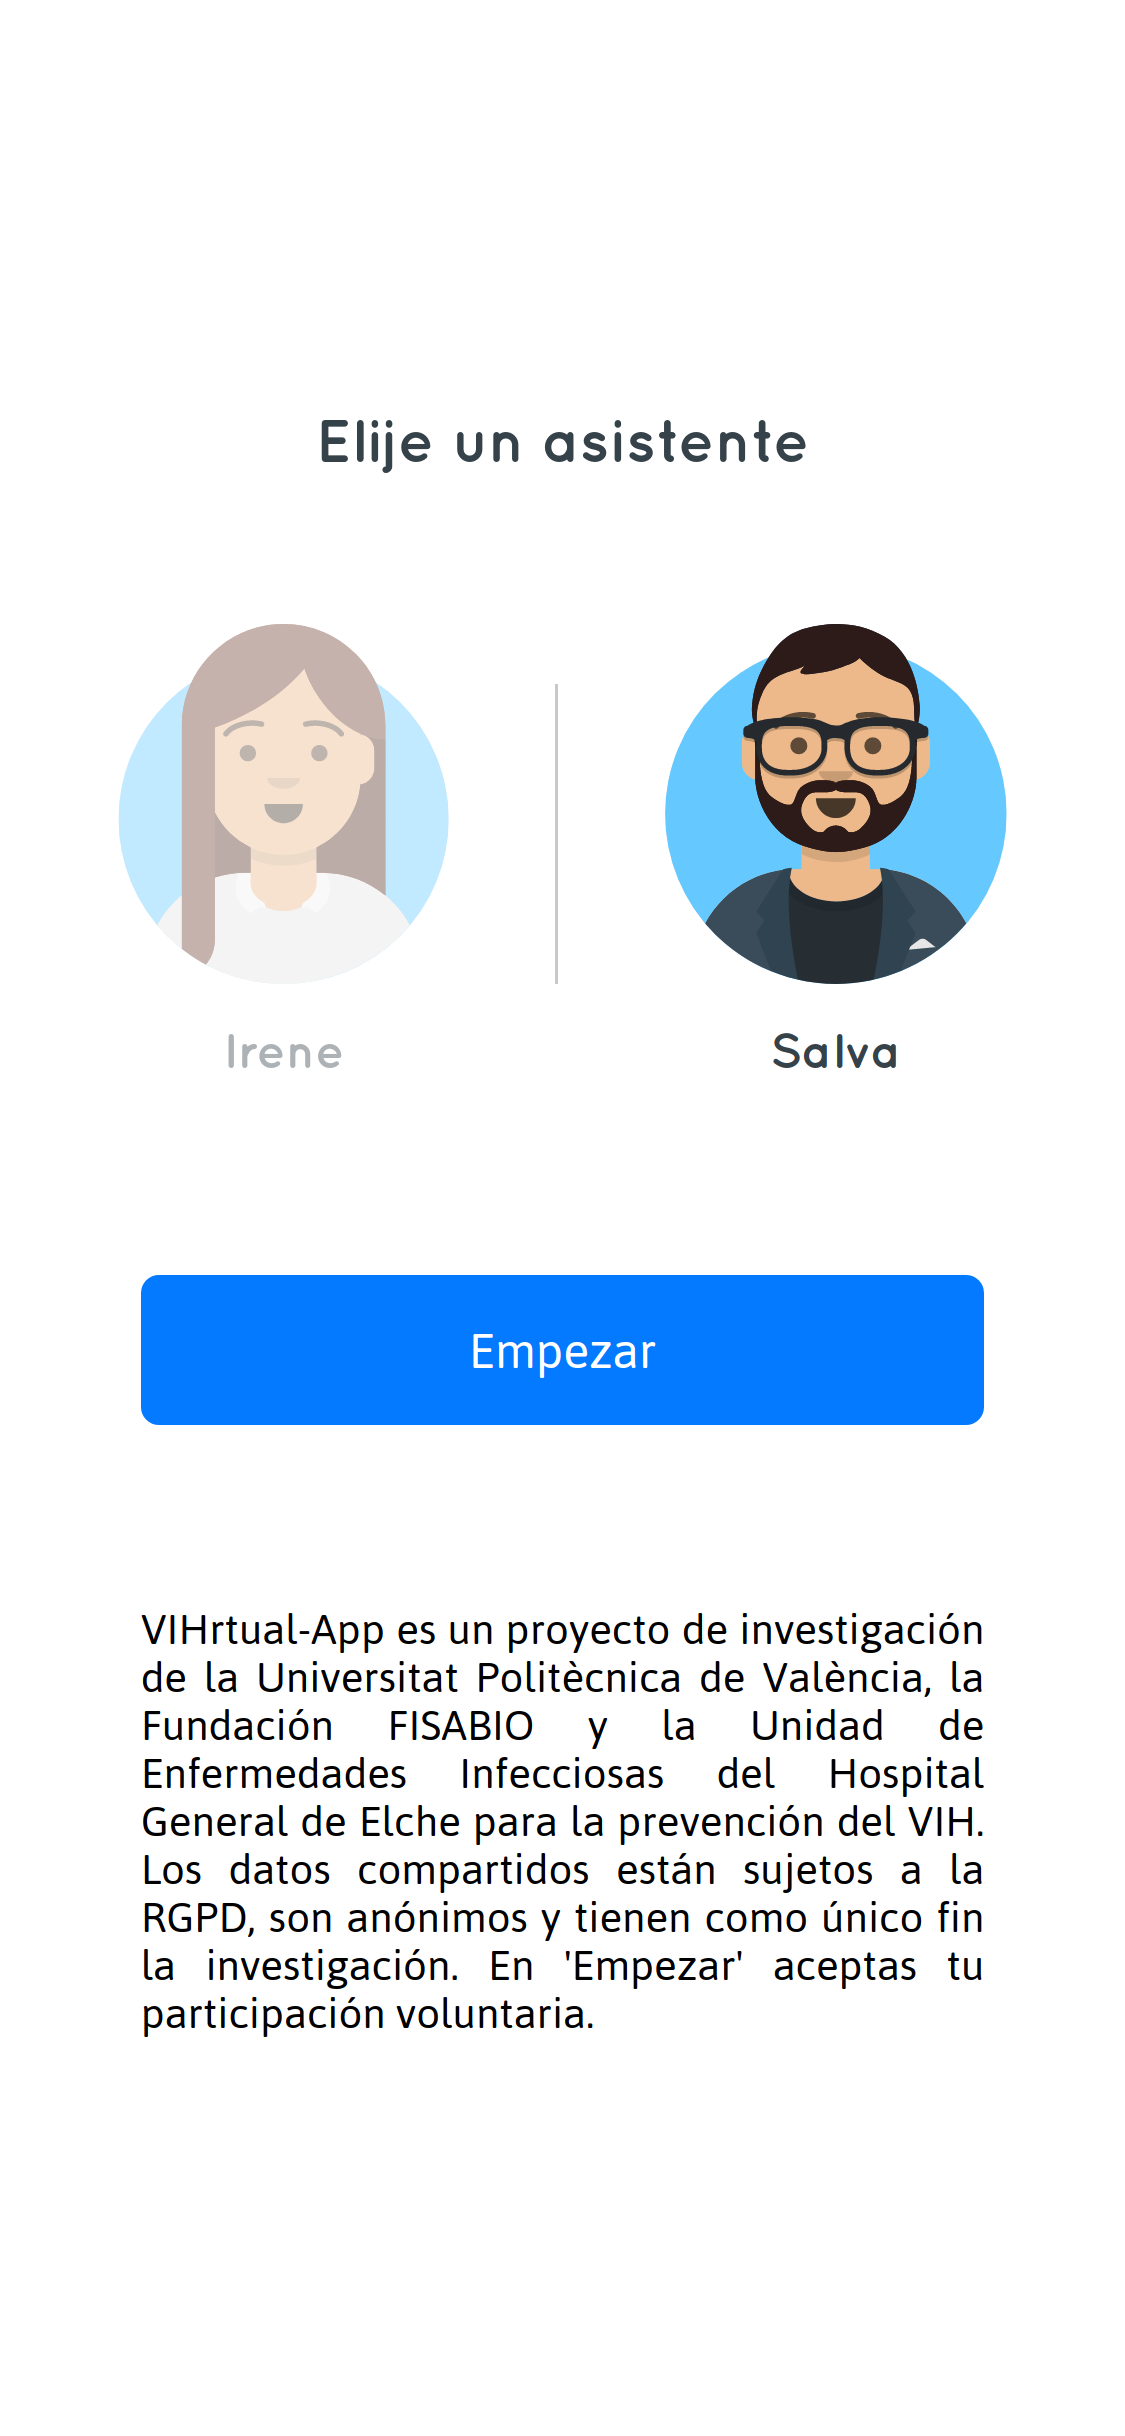 Elije un asistente
Irene
Salva
Empezar
VIHrtual-App es un proyecto de investigación
de la Universitat Politècnica de València, la
Fundación FISABIO y la Unidad de
Enfermedades Infecciosas del Hospital
General de Elche para la prevención del VIH.
Los datos compartidos están sujetos a la
RGPD, son anónimos y tienen como único fin
la investigación. En 'Empezar' aceptas tu
participación voluntaria.